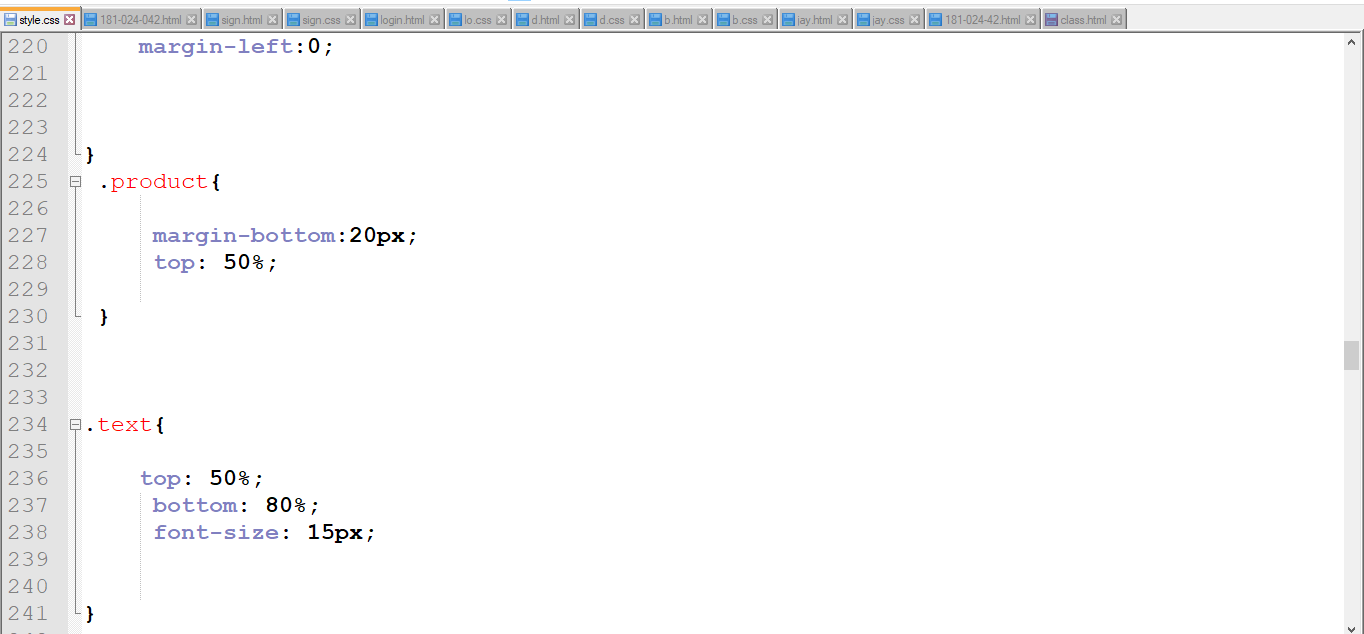 style.css 181-024-042.html sign.html sign.css login.html lo.css d.html d.css b.html b.css jay.html jay.css 181-024-42.html class.html
220 margin-left:0;
221
222
223
224 }
225 .product{
226
227 margin-bottom:20px;
228 top: 50%;
229
230 }
231
232
233
234 .text{
235
236 top: 50%;
237 bottom: 80%;
238 font-size: 15px;
239
240
241 }